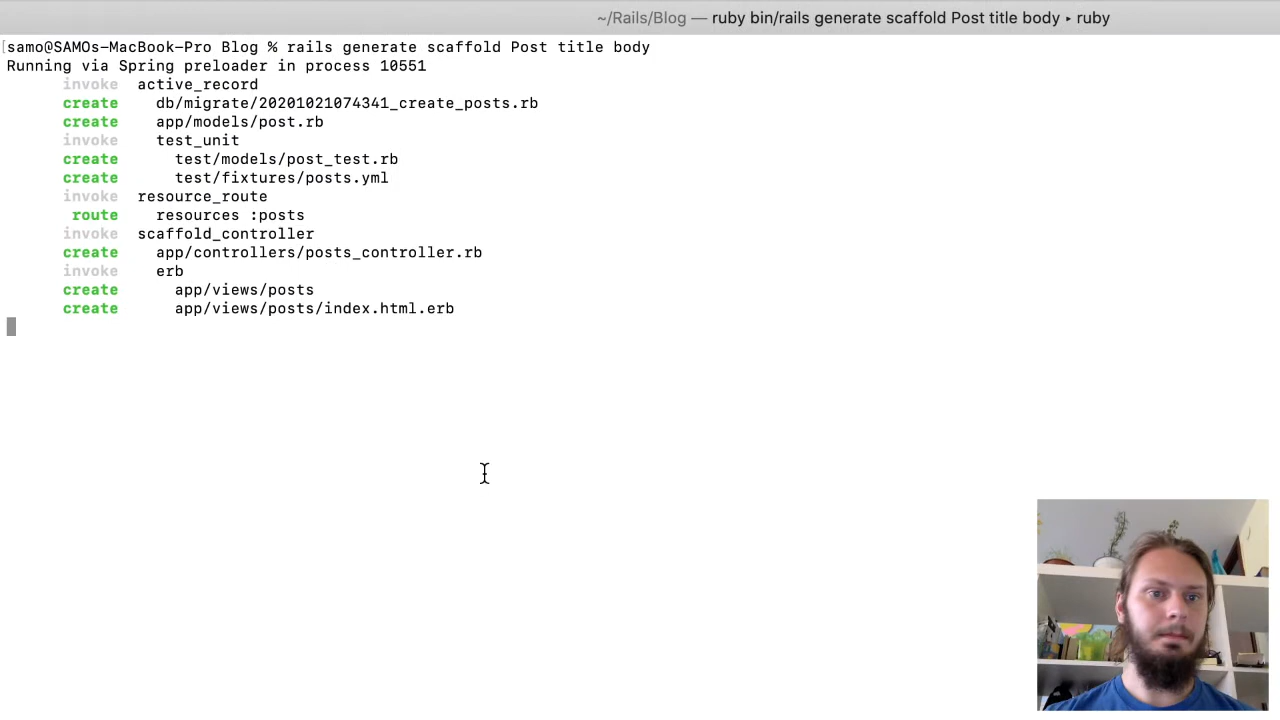 ~/Rails/Blog — ruby bin/rails generate scaffold Post title body ▸ ruby
[samo@SAMOs-MacBook-Pro Blog % rails generate scaffold Post title body
Running via Spring preloader in process 10551
invoke active_record
create db/migrate/20201021074341_create_posts.rb
create app/models/post.rb
invoke test_unit
create test/models/post_test.rb
create test/fixtures/posts.yml
invoke resource_route
route resources :posts
invoke scaffold_controller
create app/controllers/posts_controller.rb
invoke erb
create app/views/posts
create app/views/posts/index.html.erb